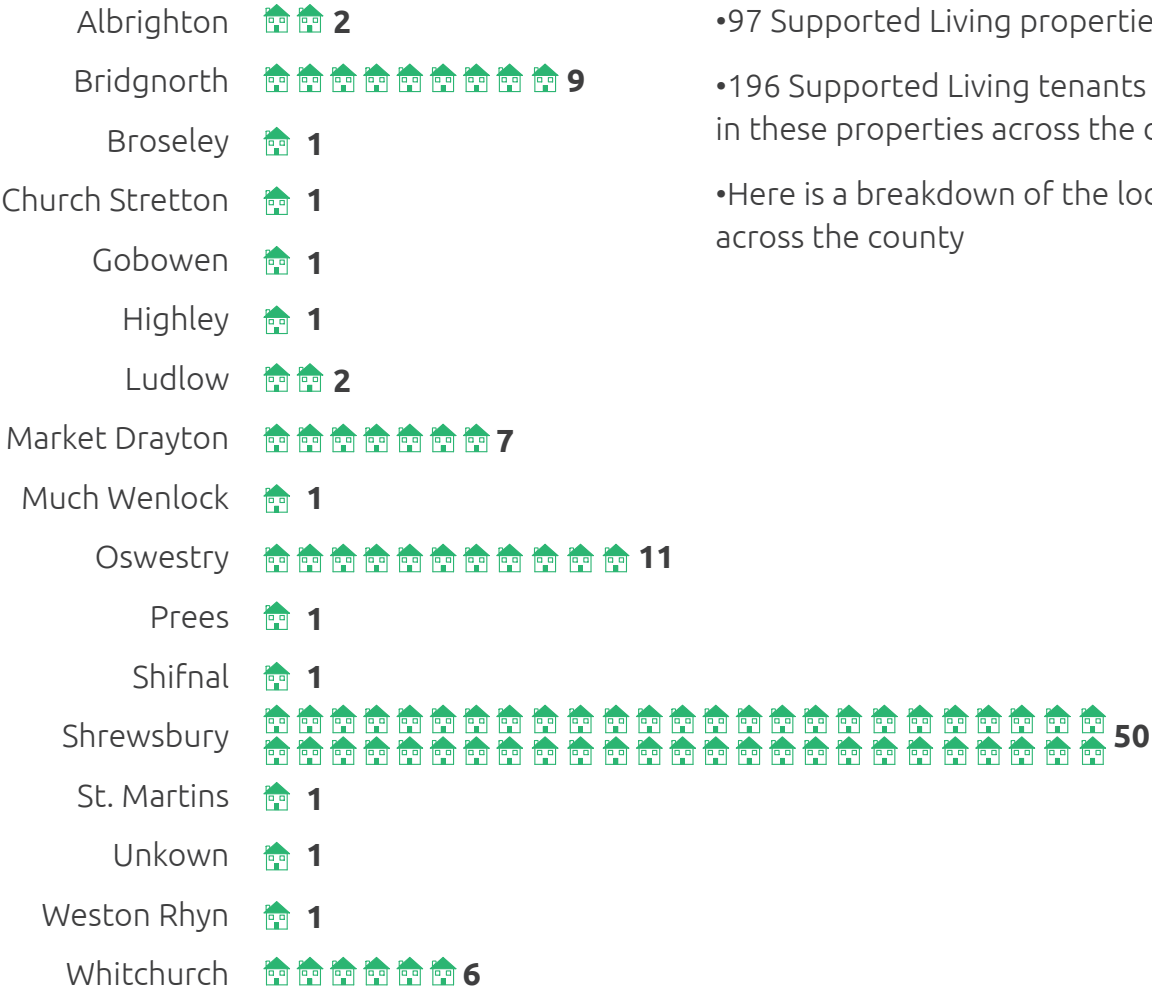 Albrighton 2
Bridgnorth 9
Broseley 1
Church Stretton 1
Gobowen 1
Highley 1
Ludlow 2
Market Drayton 7
Much Wenlock 1
Oswestry 11
Prees 1
Shifnal 1
Shrewsbury 50
St. Martins 1
Unkown 1
Weston Rhyn 1
Whitchurch 6
•97 Supported Living
•196 Supported Living tenants
in these properties across the
•Here is a breakdown of the
across the county